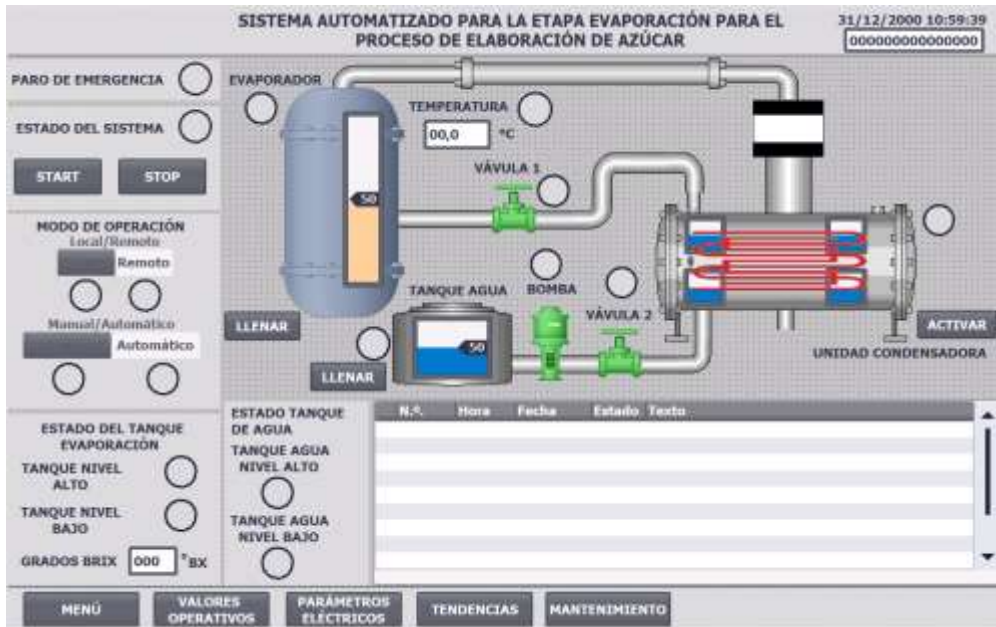 SISTEMA AUTOMATIZADO PARA LA ETAPA EVAPORACIÓN PARA EL
PROCESO DE ELABORACIÓN DE AZÚCAR
31/12/2000 10:59:39
000000000000000
PARO DE EMERGENCIA
ESTADO DEL SISTEMA
START
STOP
MODO DE OPERACIÓN
Local/Remoto
Remoto
Manual/Automático
Automático
ESTADO DEL TANQUE
EVAPORACIÓN
TANQUE NIVEL
ALTO
TANQUE NIVEL
BAJO
GRADOS BRIX
000
°BX
EVAPORADOR
TEMPERATURA
00,0
°C
VÁVULA 1
50
TANQUE AGUA
BOMBA
VÁVULA 2
LLENAR
50
LLENAR
ACTIVAR
UNIDAD CONDENSADORA
ESTADO TANQUE
DE AGUA
TANQUE AGUA
NIVEL ALTO
TANQUE AGUA
NIVEL BAJO
N.º. Hora Fecha Estado Texto
MENÚ
VALORES
OPERATIVOS
PARÁMETROS
ELÉCTRICOS
TENDENCIAS
MANTENIMIENTO